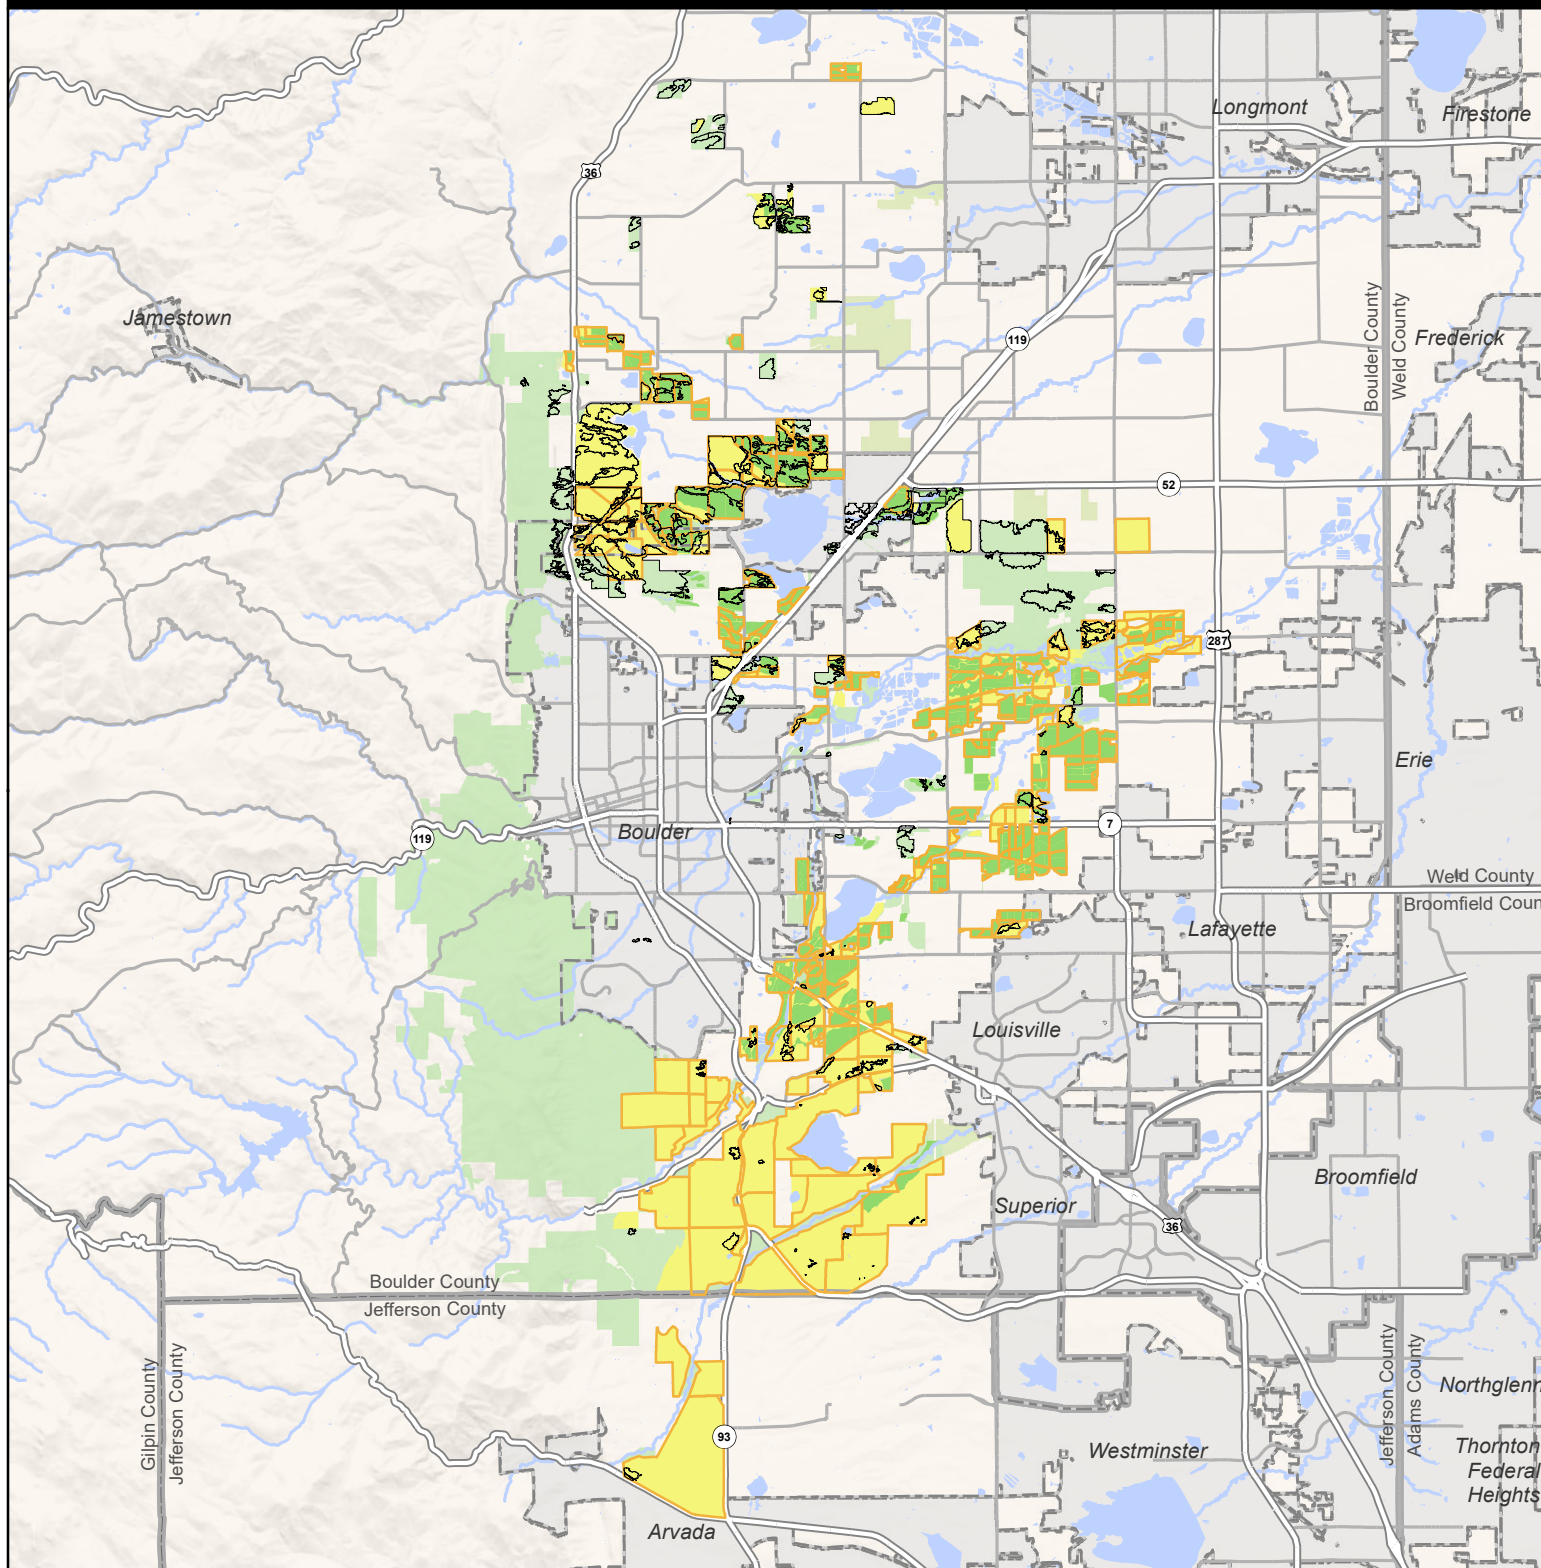 Longmont
Firestone
36
Jamestown
119
Boulder County
Weld County
Frederick
52
287
Erie
119
Boulder
7
Weld County
Broomfield Coun
Lafayette
Louisville
Broomfield
Superior
36
Boulder County
Jefferson County
Gilpin County
Jefferson County
93
Jefferson County
Adams County
Northglenn
Westminster
Thornton
Federal
Heights
Arvada